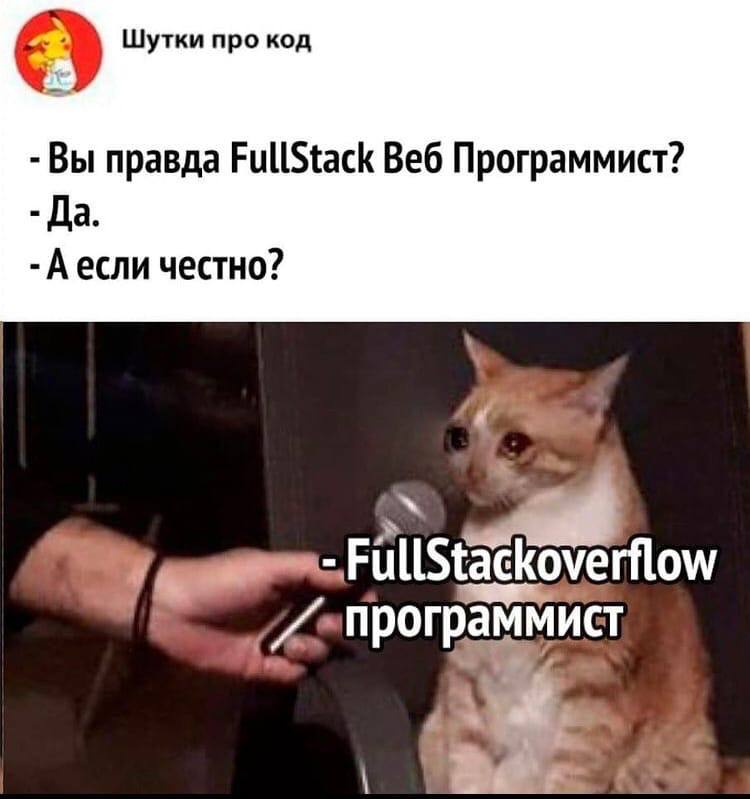 Шутки про код
- Вы правда FullStack Веб Программист?
- Да.
- А если честно?
- FullStackoverflow
программист